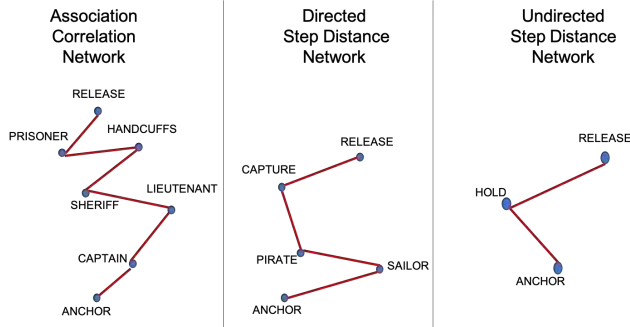 Association
Correlation
Network
RELEASE
PRISONER
HANDCUFFS
SHERIFF
LIEUTENANT
CAPTAIN
ANCHOR
Directed
Step Distance
Network
RELEASE
CAPTURE
PIRATE
SAILOR
ANCHOR
Undirected
Step Distance
Network
RELEASE
HOLD
ANCHOR